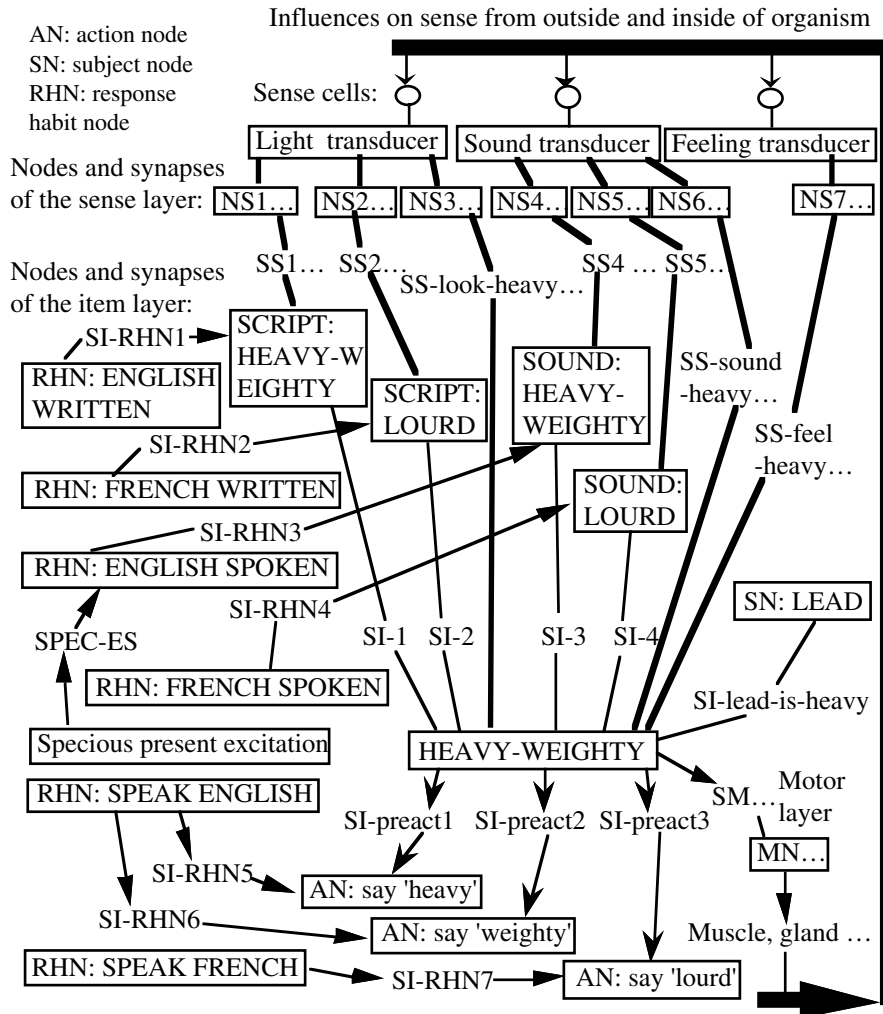 Influences on sense from outside and inside of organism
AN: action node
SN: subject node
RHN: response
habit node
Sense cells:
Light transducer
Sound transducer
Feeling transducer
Nodes and synapses
of the sense layer:
NS1…
NS2…
NS3…
NS4…
NS5…
NS6…
NS7…
SS1…
SS2…
SS-look-heavy…
SS4 …
SS5…
Nodes and synapses
of the item layer:
SI-RHN1
SCRIPT:
HEAVY-W
EIGHTY
RHN: ENGLISH
WRITTEN
SCRIPT:
LOURD
SOUND:
HEAVY-
WEIGHTY
SS-sound
-heavy…
SS-feel
-heavy…
SI-RHN2
RHN: FRENCH WRITTEN
SOUND:
LOURD
SI-RHN3
RHN: ENGLISH SPOKEN
SI-RHN4
SN: LEAD
SPEC-ES
SI-1
SI-2
SI-3
SI-4
RHN: FRENCH SPOKEN
SI-lead-is-heavy
Specious present excitation
HEAVY-WEIGHTY
RHN: SPEAK ENGLISH
SI-preact1
SI-preact2
SI-preact3
SM…
Motor
layer
MN…
SI-RHN5
AN: say 'heavy'
SI-RHN6
AN: say 'weighty'
Muscle, gland …
RHN: SPEAK FRENCH
SI-RHN7
AN: say 'lourd'